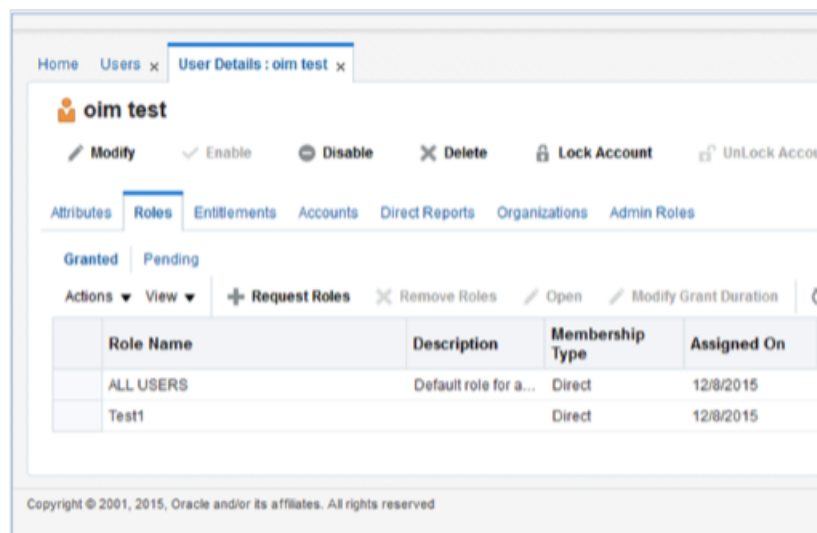 Home Users x User Details : oim test x
oim test
Modify Enable Disable Delete Lock Account UnLock Accou
Attributes Roles Entitlements Accounts Direct Reports Organizations Admin Roles
Granted Pending
Actions View Request Roles Remove Roles Open Modify Grant Duration
Role Name Description Membership Type Assigned On
ALL USERS Default role for a... Direct 12/8/2015
Test1 Direct 12/8/2015
Copyright © 2001, 2015, Oracle and/or its affiliates. All rights reserved